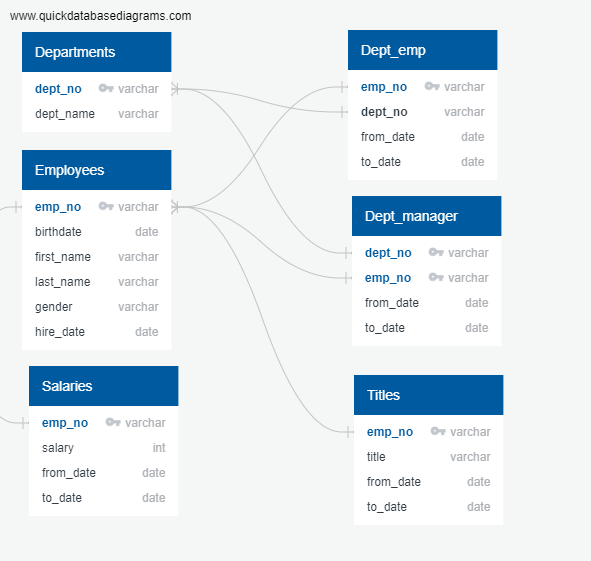 www.quickdatabasediagrams.com
Departments
dept_no varchar
dept_name varchar
Employees
emp_no varchar
birthdate date
first_name varchar
last_name varchar
gender varchar
hire_date date
Salaries
emp_no varchar
salary int
from_date date
to_date date
Dept_emp
emp_no varchar
dept_no varchar
from_date date
to_date date
Dept_manager
dept_no varchar
emp_no varchar
from_date date
to_date date
Titles
emp_no varchar
title varchar
from_date date
to_date date